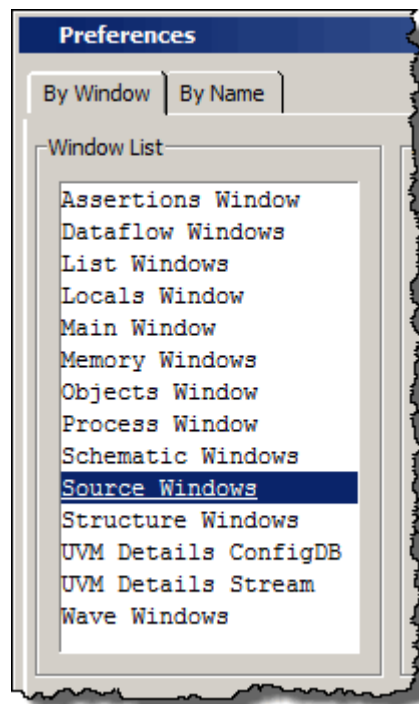 Preferences
By Window By Name
Window List
Assertions Window
Dataflow Windows
List Windows
Locals Window
Main Window
Memory Windows
Objects Window
Process Window
Schematic Windows
Source Windows
Structure Windows
UVM Details ConfigDB
UVM Details Stream
Wave Windows